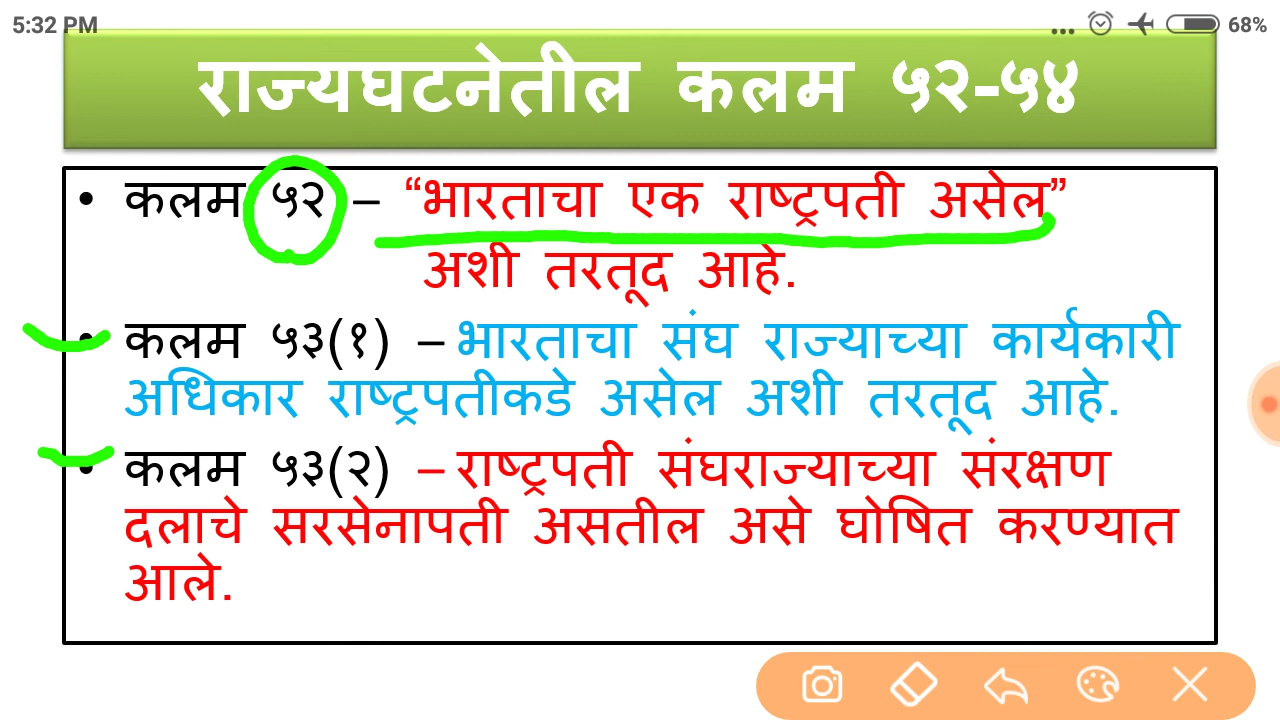 5:32 PM
... 68%
राज्यघटनेतील कलम ५२-५४
• कलम ५२ – “भारताचा एक राष्ट्रपती असेल”
अशी तरतूद आहे.
• कलम ५३(१) – भारताचा संघ राज्याच्या कार्यकारी
अधिकार राष्ट्रपतीकडे असेल अशी तरतूद आहे.
• कलम ५३(२) – राष्ट्रपती संघराज्याच्या संरक्षण
दलाचे सरसेनापती असतील असे घोषित करण्यात
आले.